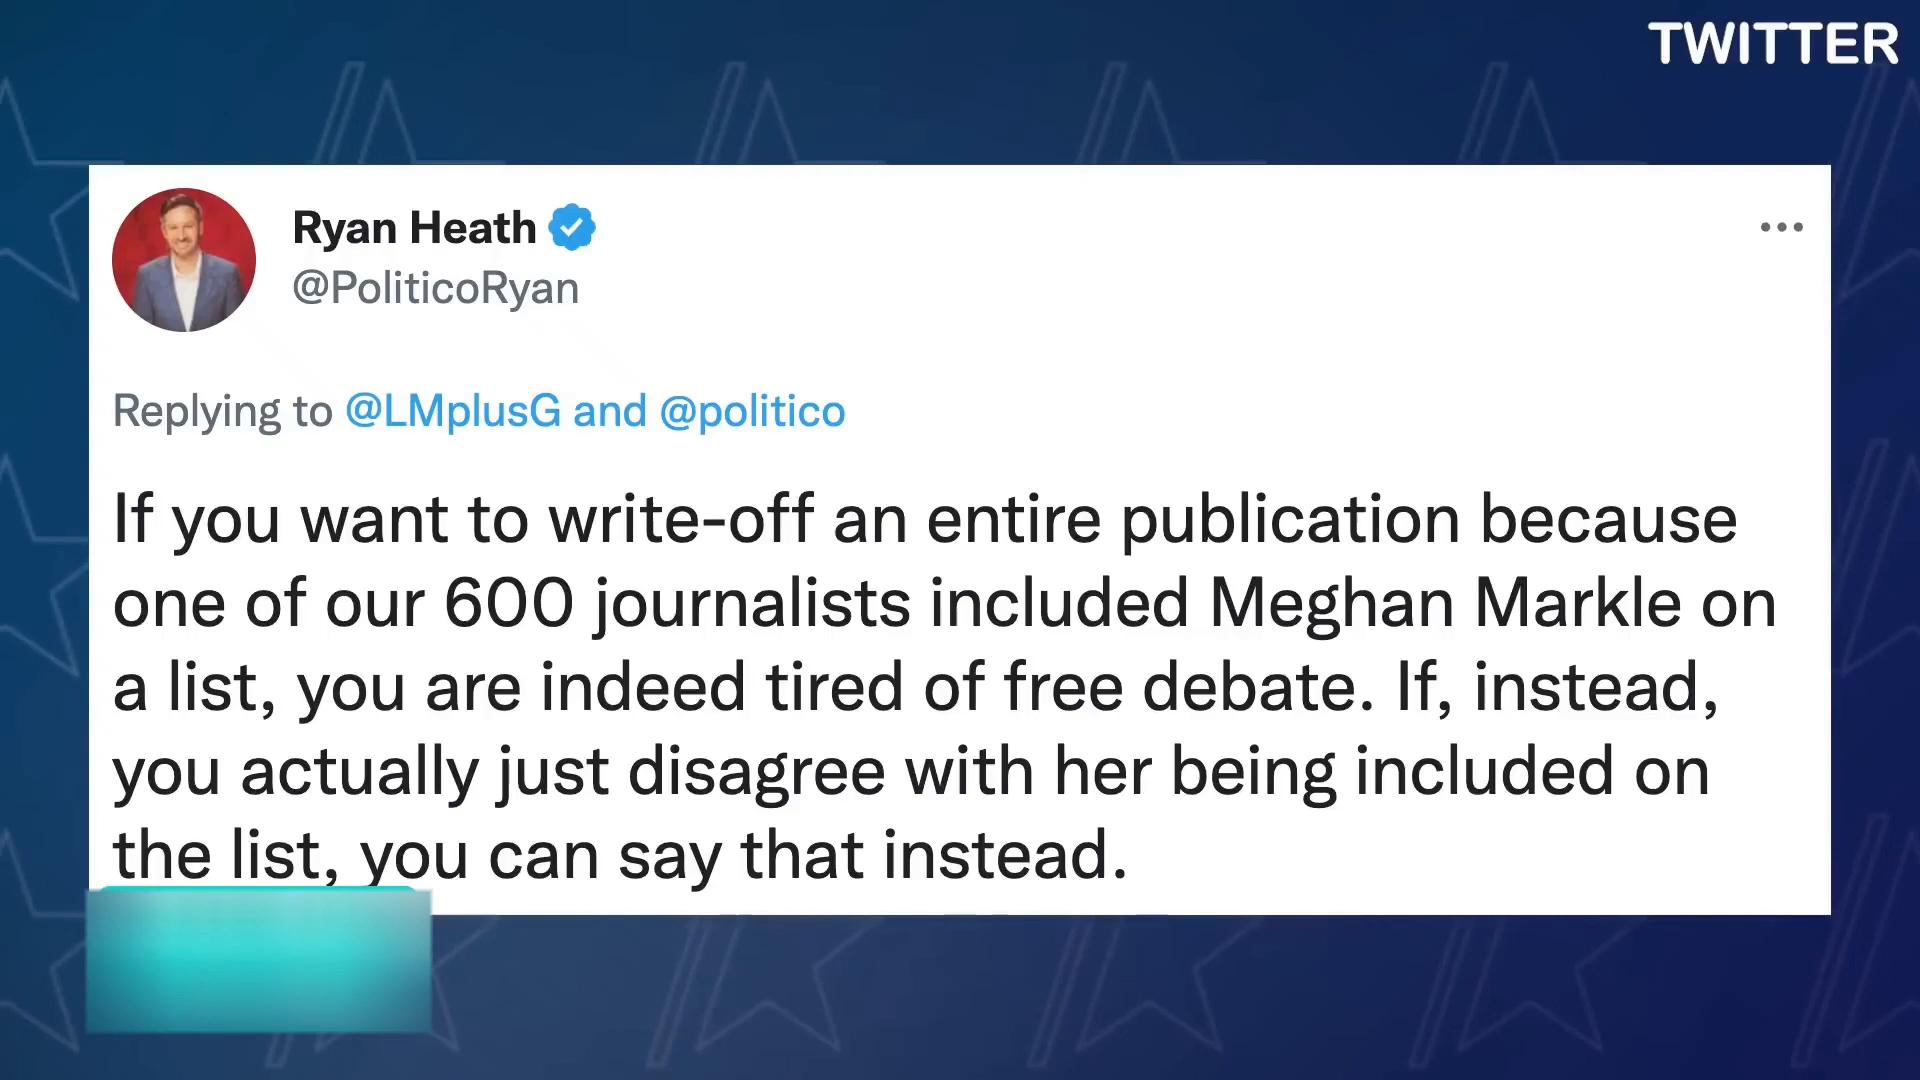 TWITTER
Ryan Heath
@PoliticoRyan
Replying to @LMplusG and @politico
If you want to write-off an entire publication because
one of our 600 journalists included Meghan Markle on
a list, you are indeed tired of free debate. If, instead,
you actually just disagree with her being included on
the list, you can say that instead.